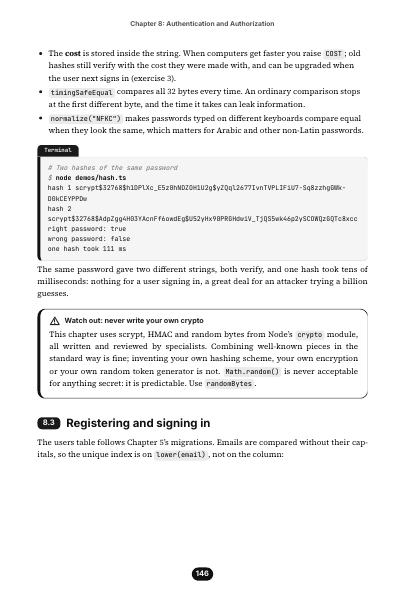 Chapter 8: Authentication and Authorization
• The cost is stored inside the string. When computers get faster you raise COST; old
hashes still verify with the cost they were made with, and can be upgraded when
the user next signs in (exercise 3).
• timingSafeEqual compares all 32 bytes every time. An ordinary comparison stops
at the first different byte, and the time it takes can leak information.
• normalize("NFKC") makes passwords typed on different keyboards compare equal
when they look the same, which matters for Arabic and other non-Latin passwords.
Terminal
# Two hashes of the same password
$ node demos/hash.ts
hash 1 scrypt$32768$h1DPlXc_E5z0hNDZOH1U2g$yZQql2677IvnTVPLIFiU7-Sq8zzhgGWk-
DGhCEYPPDw
hash 2
scrypt$32768$AdpZgg4H03YAcnFf6owdEg$U52yHx90PRGHdwiV_TjQS5wk46p2ySCOWQzGQTc8xcc
right password: true
wrong password: false
one hash took 111 ms
The same password gave two different strings, both verify, and one hash took tens of
milliseconds: nothing for a user signing in, a great deal for an attacker trying a billion
guesses.
Watch out: never write your own crypto
This chapter uses scrypt, HMAC and random bytes from Node's crypto module,
all written and reviewed by specialists. Combining well-known pieces in the
standard way is fine; inventing your own hashing scheme, your own encryption
or your own random token generator is not. Math.random() is never acceptable
for anything secret: it is predictable. Use randomBytes.
8.3 Registering and signing in
The users table follows Chapter 5's migrations. Emails are compared without their cap-
itals, so the unique index is on lower(email), not on the column:
146